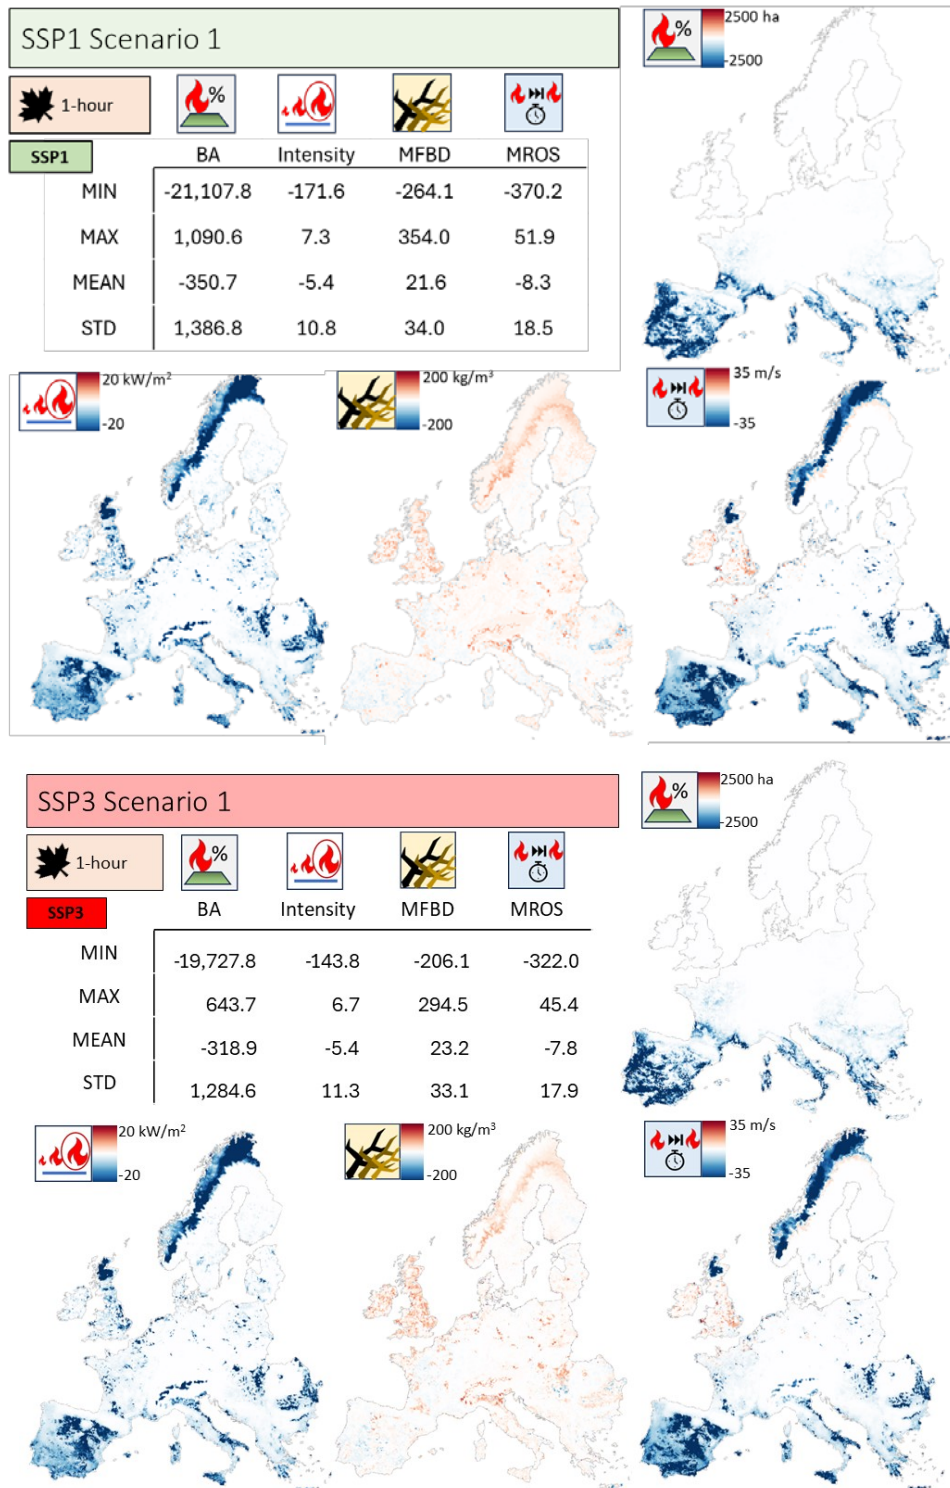 SSP1 Scenario 1
2500 ha
-2500
1-hour
%
SSP1
BA Intensity MFBD MROS
MIN -21,107.8 -171.6 -264.1 -370.2
MAX 1,090.6 7.3 354.0 51.9
MEAN -350.7 -5.4 21.6 -8.3
STD 1,386.8 10.8 34.0 18.5
20 kW/m²
-20
200 kg/m³
-200
35 m/s
-35
SSP3 Scenario 1
2500 ha
-2500
%
1-hour
%
SSP3
BA Intensity MFBD MROS
MIN -19,727.8 -143.8 -206.1 -322.0
MAX 643.7 6.7 294.5 45.4
MEAN -318.9 -5.4 23.2 -7.8
STD 1,284.6 11.3 33.1 17.9
20 kW/m²
-20
200 kg/m³
-200
35 m/s
-35